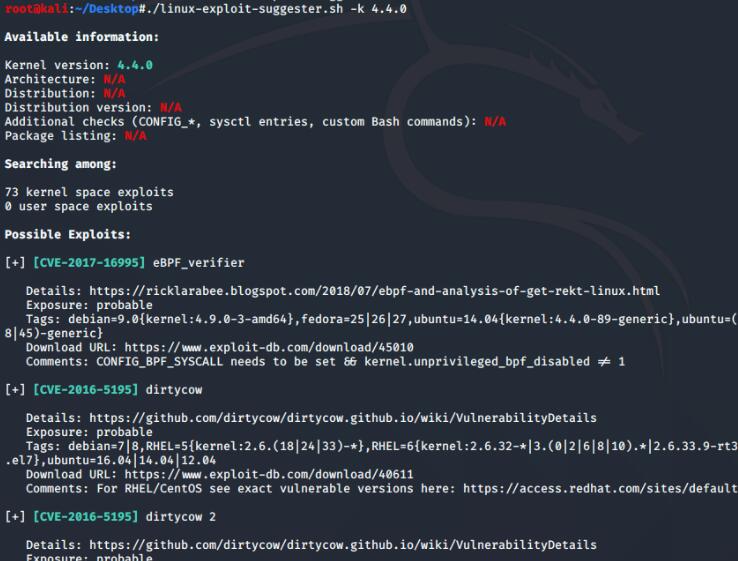 root@kali:~/Desktop#./linux-exploit-suggester.sh -k 4.4.0
Available information:
Kernel version: 4.4.0
Architecture: N/A
Distribution: N/A
Distribution version: N/A
Additional checks (CONFIG_*, sysctl entries, custom Bash commands): N/A
Package listing: N/A
Searching among:
73 kernel space exploits
0 user space exploits
Possible Exploits:
[+] [CVE-2017-16995] eBPF_verifier
Details: https://ricklarabee.blogspot.com/2018/07/ebpf-and-analysis-of-get-rekt-linux.html
Exposure: probable
Tags: debian=9.0{kernel:4.9.0-3-amd64},fedora=25|26|27,ubuntu=14.04{kernel:4.4.0-89-generic},ubuntu=(
8|45)-generic}
Download URL: https://www.exploit-db.com/download/45010
Comments: CONFIG_BPF_SYSCALL needs to be set && kernel.unprivileged_bpf_disabled ≠ 1
[+] [CVE-2016-5195] dirtycow
Details: https://github.com/dirtycow/dirtycow.github.io/wiki/VulnerabilityDetails
Exposure: probable
Tags: debian=7|8,RHEL=5{kernel:2.6.(18|24|33)-*},RHEL=6{kernel:2.6.32-*|3.(0|2|6|8|10).*|2.6.33.9-rt3
.el7},ubuntu=16.04|14.04|12.04
Download URL: https://www.exploit-db.com/download/40611
Comments: For RHEL/CentOS see exact vulnerable versions here: https://access.redhat.com/sites/default
[+] [CVE-2016-5195] dirtycow 2
Details: https://github.com/dirtycow/dirtycow.github.io/wiki/VulnerabilityDetails
Exposure: probable